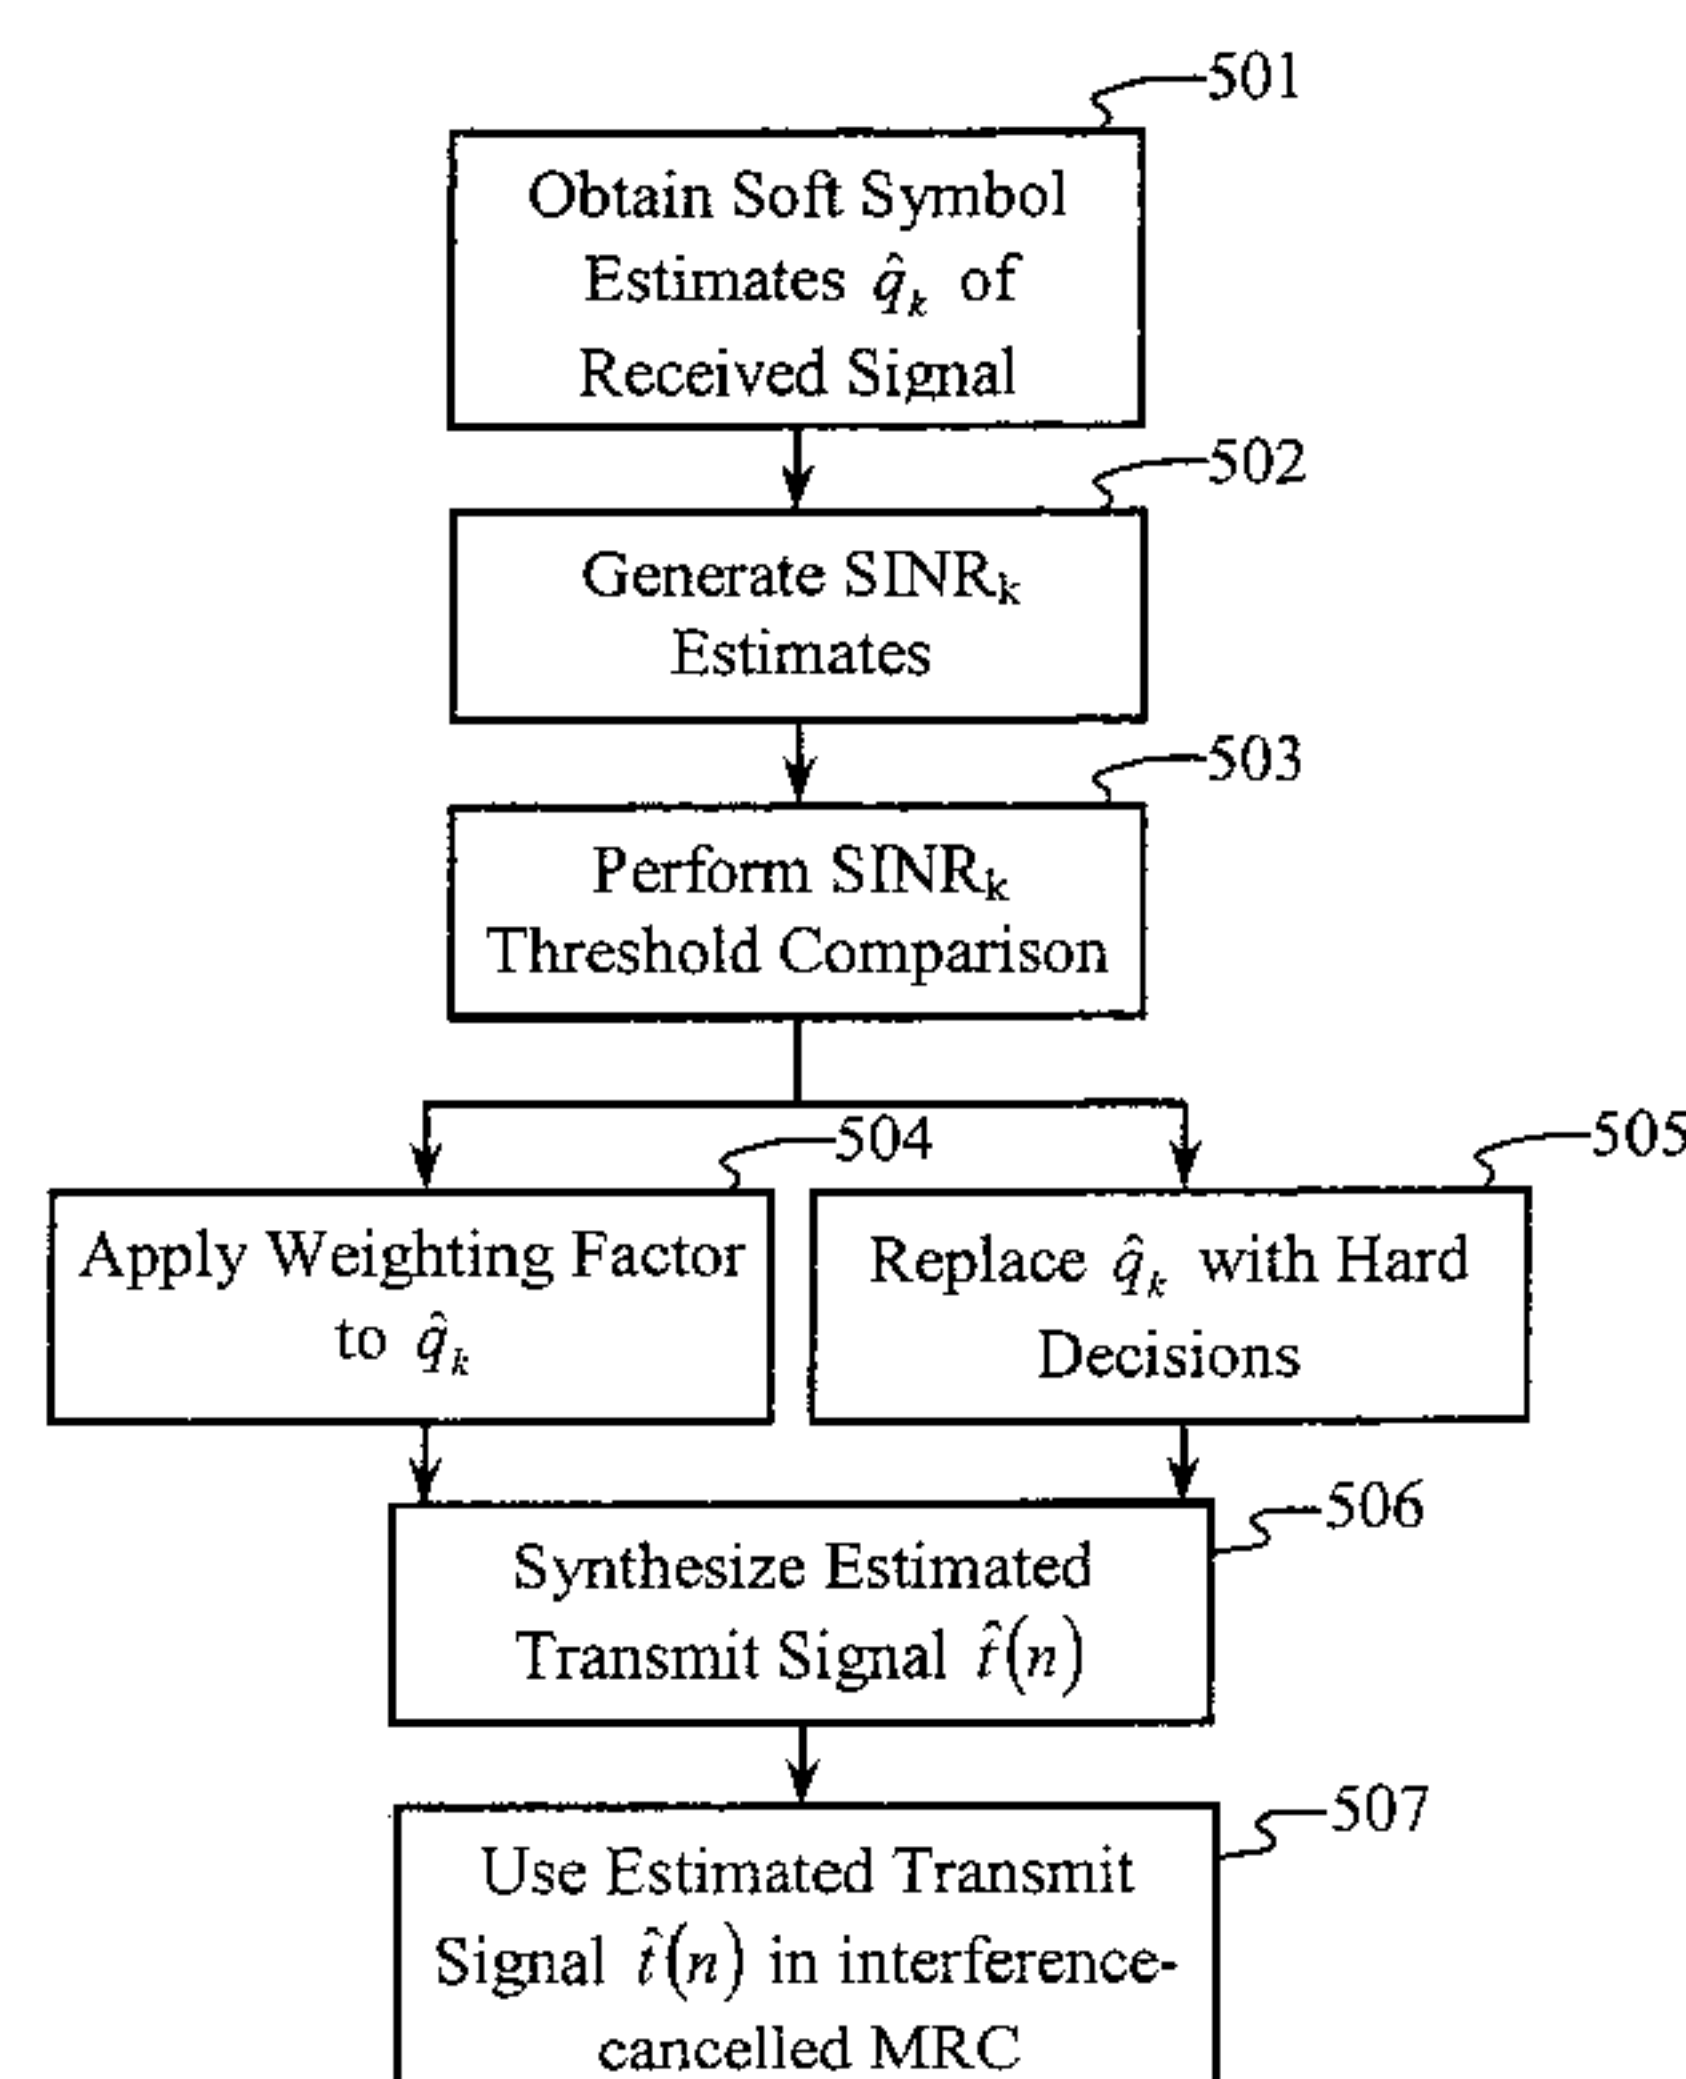 501
Obtain Soft Symbol
Estimates q̂ₖ of
Received Signal
502
Generate SINRₖ
Estimates
503
Perform SINRₖ
Threshold Comparison
504
Apply Weighting Factor
to q̂ₖ
505
Replace q̂ₖ with Hard
Decisions
506
Synthesize Estimated
Transmit Signal t̂(n)
507
Use Estimated Transmit
Signal t̂(n) in interference-
cancelled MRC